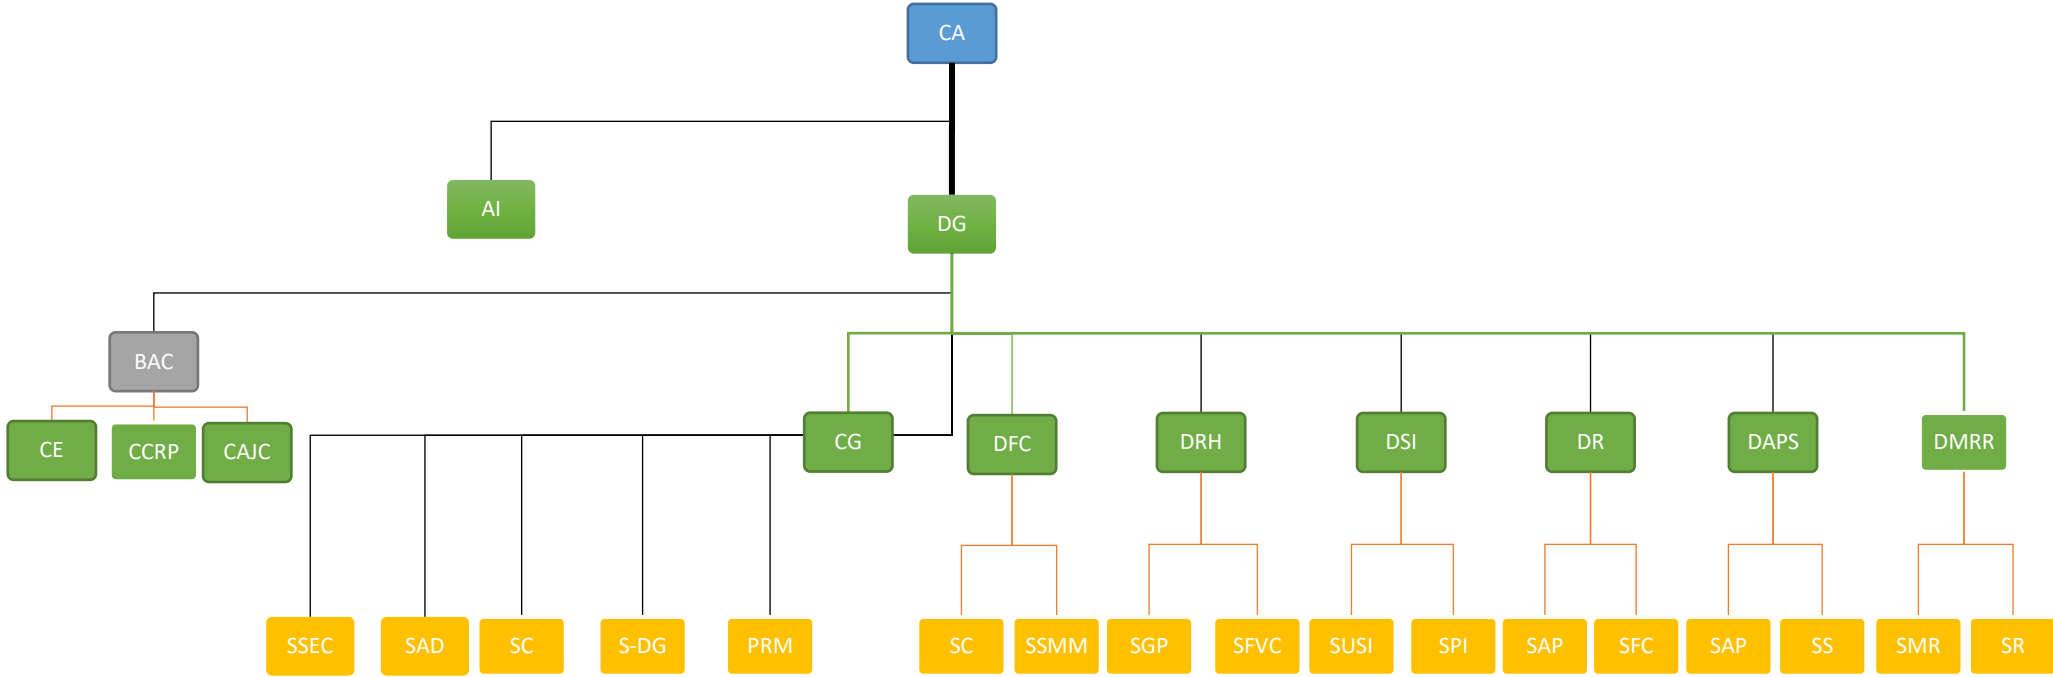 CA
AI
DG
BAC
CE
CCRP
CAJC
CG
DFC
DRH
DSI
DR
DAPS
DMRR
SSEC
SAD
SC
S-DG
PRM
SC
SSMM
SGP
SFVC
SUSI
SPI
SAP
SFC
SAP
SS
SMR
SR